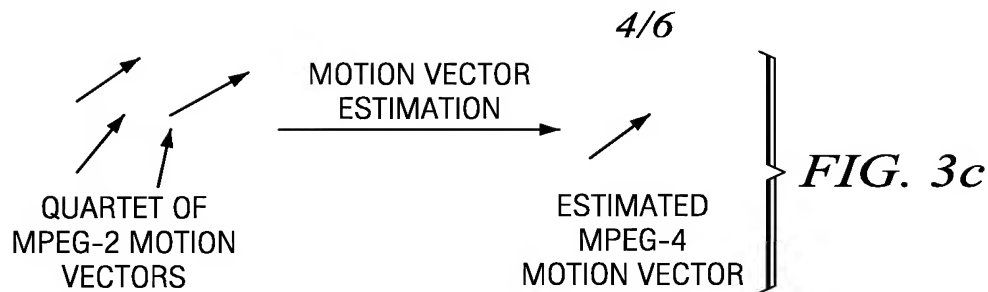 4/6
MOTION VECTOR
ESTIMATION
QUARTET OF
MPEG-2 MOTION
VECTORS
ESTIMATED
MPEG-4
MOTION VECTOR
FIG. 3c